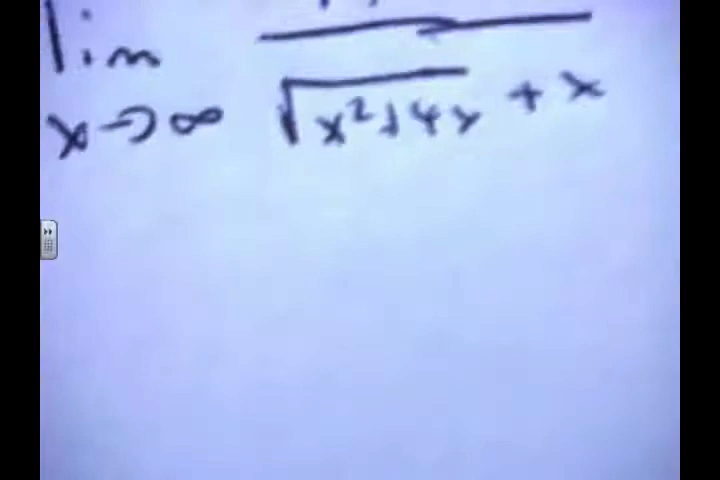 lim
x→∞ √x²+4x + x